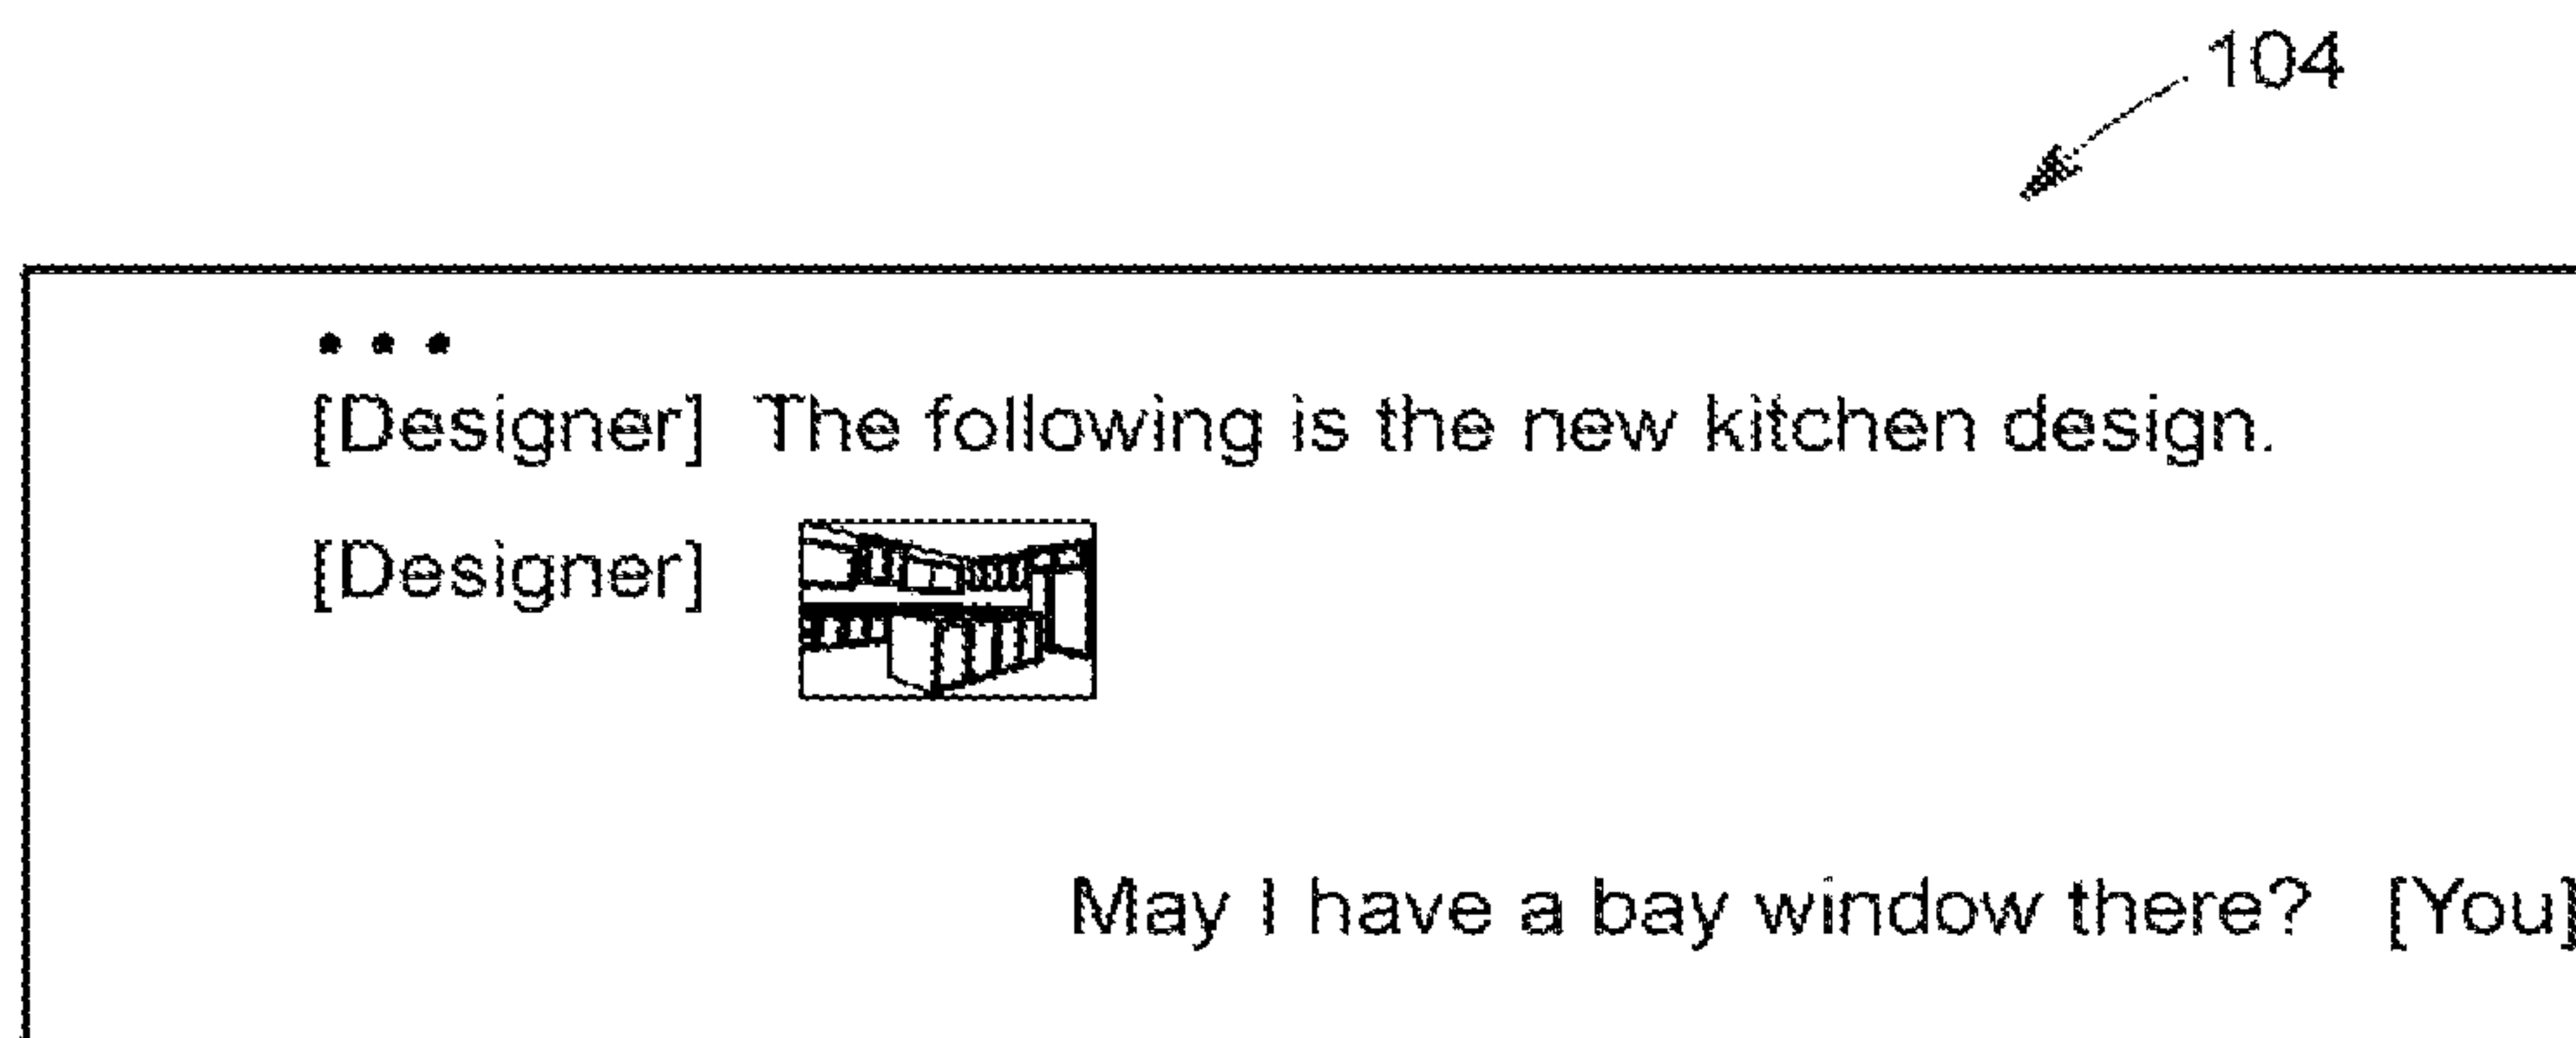 104
• • •
[Designer] The following is the new kitchen design.
[Designer]
May I have a bay window there? [You]